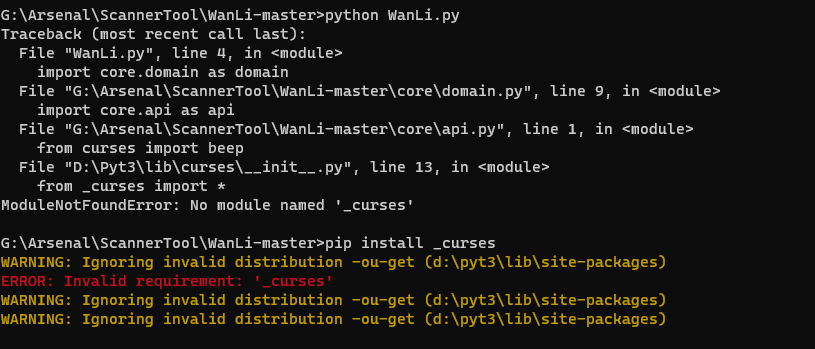 G:\Arsenal\ScannerTool\WanLi-master>python WanLi.py
Traceback (most recent call last):
  File "WanLi.py", line 4, in <module>
    import core.domain as domain
  File "G:\Arsenal\ScannerTool\WanLi-master\core\domain.py", line 9, in <module>
    import core.api as api
  File "G:\Arsenal\ScannerTool\WanLi-master\core\api.py", line 1, in <module>
    from curses import beep
  File "D:\Pyt3\lib\curses\__init__.py", line 13, in <module>
    from _curses import *
ModuleNotFoundError: No module named '_curses'

G:\Arsenal\ScannerTool\WanLi-master>pip install _curses
WARNING: Ignoring invalid distribution -ou-get (d:\pyt3\lib\site-packages)
ERROR: Invalid requirement: '_curses'
WARNING: Ignoring invalid distribution -ou-get (d:\pyt3\lib\site-packages)
WARNING: Ignoring invalid distribution -ou-get (d:\pyt3\lib\site-packages)